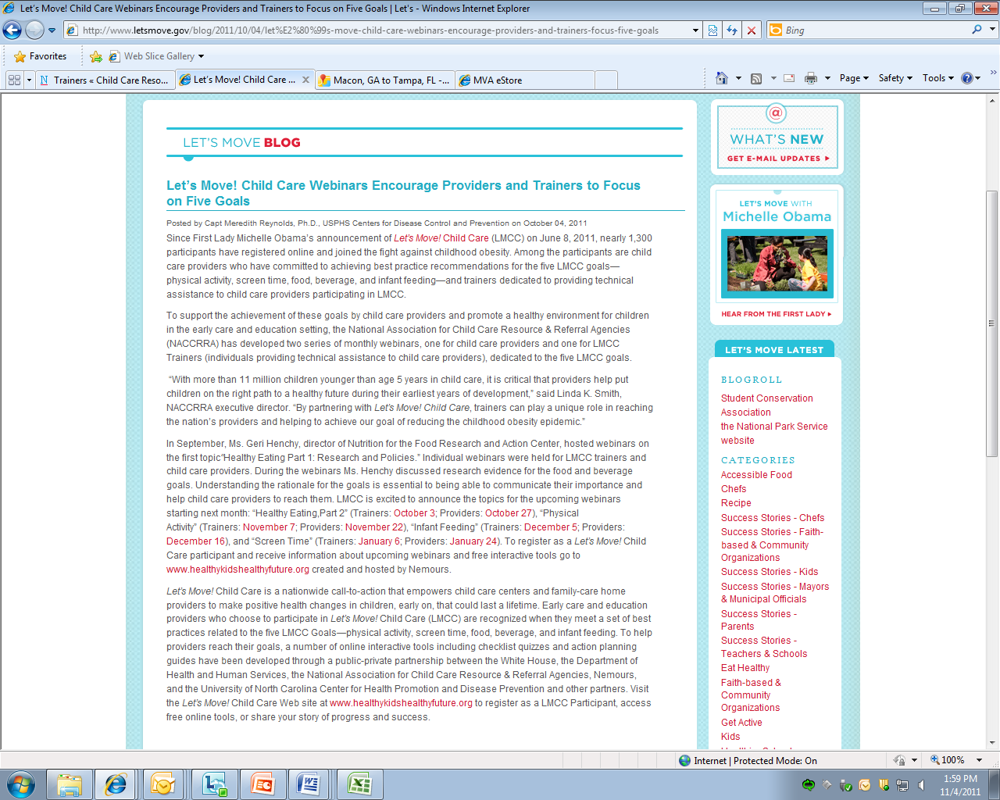 Let's Move! Child Care Webinars Encourage Providers and Trainers to Focus on Five Goals | Let's - Windows Internet Explorer
http://www.letsmove.gov/blog/2011/10/04/let%E2%80%99s-move-child-care-webinars-encourage-providers-and-trainers-focus-five-goals
Bing
Favorites
Web Slice Gallery
Trainers « Child Care Reso...
Let's Move! Child Care ...
Macon, GA to Tampa, FL -...
MVA eStore
Page
Safety
Tools
LET'S MOVE BLOG
Let's Move! Child Care Webinars Encourage Providers and Trainers to Focus
on Five Goals
Posted by Capt Meredith Reynolds, Ph.D., USPHS Centers for Disease Control and Prevention on October 04, 2011
Since First Lady Michelle Obama's announcement of Let's Move! Child Care (LMCC) on June 8, 2011, nearly 1,300
participants have registered online and joined the fight against childhood obesity. Among the participants are child
care providers who have committed to achieving best practice recommendations for the five LMCC goals—
physical activity, screen time, food, beverage, and infant feeding—and trainers dedicated to providing technical
assistance to child care providers participating in LMCC.
To support the achievement of these goals by child care providers and promote a healthy environment for children
in the early care and education setting, the National Association for Child Care Resource & Referral Agencies
(NACCRRA) has developed two series of monthly webinars, one for child care providers and one for LMCC
Trainers (individuals providing technical assistance to child care providers), dedicated to the five LMCC goals.
“With more than 11 million children younger than age 5 years in child care, it is critical that providers help put
children on the right path to a healthy future during their earliest years of development,” said Linda K. Smith,
NACCRRA executive director. “By partnering with Let's Move! Child Care, trainers can play a unique role in reaching
the nation's providers and helping to achieve our goal of reducing the childhood obesity epidemic.”
In September, Ms. Geri Henchy, director of Nutrition for the Food Research and Action Center, hosted webinars on
the first topic“Healthy Eating Part 1: Research and Policies.” Individual webinars were held for LMCC trainers and
child care providers. During the webinars Ms. Henchy discussed research evidence for the food and beverage
goals. Understanding the rationale for the goals is essential to being able to communicate their importance and
help child care providers to reach them. LMCC is excited to announce the topics for the upcoming webinars
starting next month: “Healthy Eating,Part 2” (Trainers: October 3; Providers: October 27), “Physical
Activity” (Trainers: November 7; Providers: November 22), “Infant Feeding” (Trainers: December 5; Providers:
December 16), and “Screen Time” (Trainers: January 6; Providers: January 24). To register as a Let's Move! Child
Care participant and receive information about upcoming webinars and free interactive tools go to
www.healthykidshealthyfuture.org created and hosted by Nemours.
Let's Move! Child Care is a nationwide call-to-action that empowers child care centers and family-care home
providers to make positive health changes in children, early on, that could last a lifetime. Early care and education
providers who choose to participate in Let's Move! Child Care (LMCC) are recognized when they meet a set of best
practices related to the five LMCC Goals—physical activity, screen time, food, beverage, and infant feeding. To help
providers reach their goals, a number of online interactive tools including checklist quizzes and action planning
guides have been developed through a public-private partnership between the White House, the Department of
Health and Human Services, the National Association for Child Care Resource & Referral Agencies, Nemours,
and the University of North Carolina Center for Health Promotion and Disease Prevention and other partners. Visit
the Let's Move! Child Care Web site at www.healthykidshealthyfuture.org to register as a LMCC Participant, access
free online tools, or share your story of progress and success.
@
WHAT'S NEW
GET E-MAIL UPDATES
LET'S MOVE WITH
Michelle Obama
HEAR FROM THE FIRST LADY
LET'S MOVE LATEST
BLOGROLL
Student Conservation
Association
the National Park Service
website
CATEGORIES
Accessible Food
Chefs
Recipe
Success Stories - Chefs
Success Stories - Faith-
based & Community
Organizations
Success Stories - Kids
Success Stories - Mayors
& Municipal Officials
Success Stories -
Parents
Success Stories -
Teachers & Schools
Eat Healthy
Faith-based &
Community
Organizations
Get Active
Kids
Internet | Protected Mode: On
100%
1:59 PM
11/4/2011